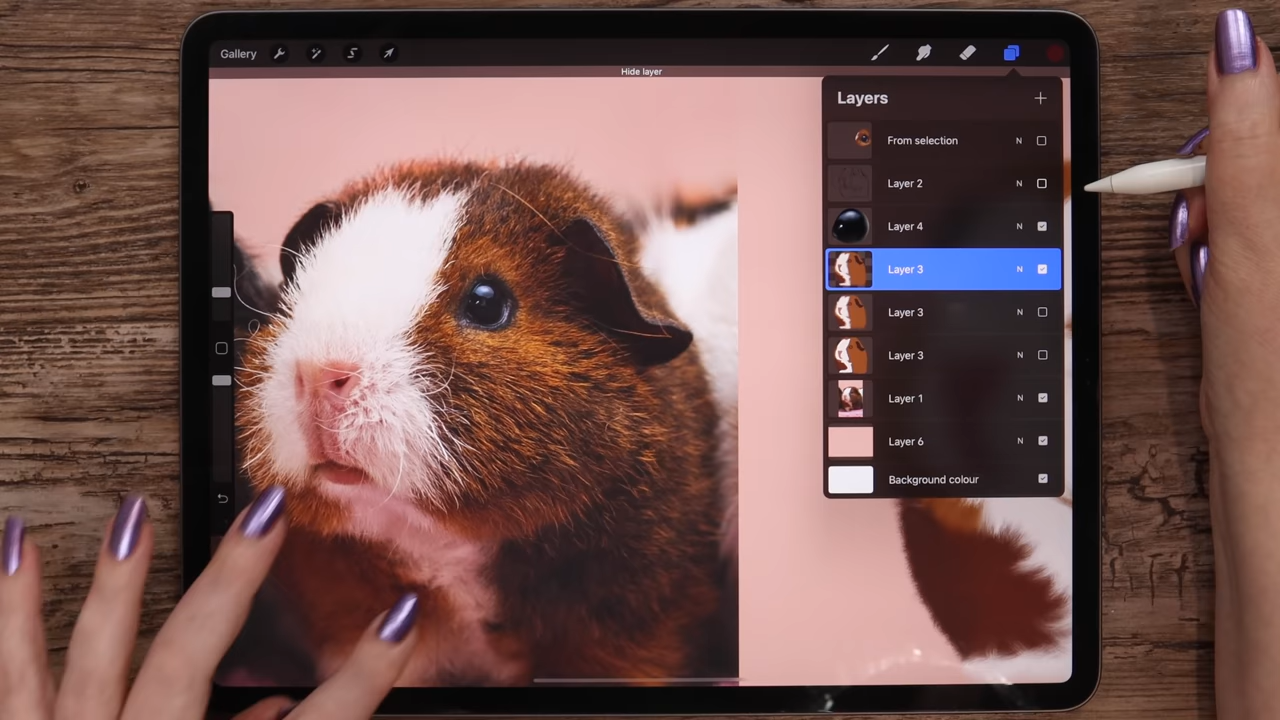 Gallery
Hide layer
Layers
From selection N
Layer 2 N
Layer 4 N
Layer 3 N
Layer 3 N
Layer 3 N
Layer 1 N
Layer 6 N
Background colour